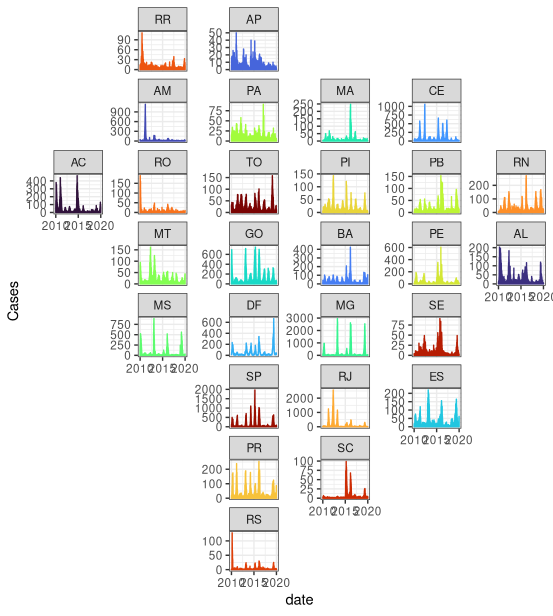 RR AP
90 60 30 0 50 40 30 20 10 0
AM PA MA CE
900 600 300 0 75 50 25 0 250 200 150 100 50 0 1000 750 500 250 0
AC RO TO PI PB RN
400 300 200 100 0 150 100 50 0 150 100 50 0 150 100 50 0 150 100 50 0 200 100 0
2010 2015 2020
MT GO BA PE AL
150 100 50 0 600 400 200 0 400 300 200 100 0 600 400 200 0 200 150 100 50 0
MS DF MG SE
2010 2015 2020
750 500 250 0 600 400 200 0 3000 2000 1000 0 75 50 25 0
2010 2015 2020
SP RJ ES
2000 1500 1000 500 0 2000 1000 0 200 150 100 50 0
2010 2015 2020
PR SC
200 100 0 100 75 50 25 0
2010 2015 2020
RS
100 50 0
2010 2015 2020
Cases
date